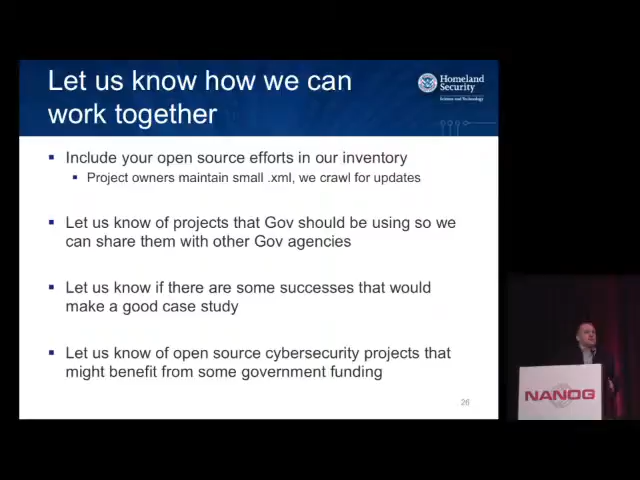 Let us know how we can
work together
Homeland
Security
Science and Technology
Include your open source efforts in our inventory
Project owners maintain small .xml, we crawl for updates
Let us know of projects that Gov should be using so we
can share them with other Gov agencies
Let us know if there are some successes that would
make a good case study
Let us know of open source cybersecurity projects that
might benefit from some government funding
26
NANOG